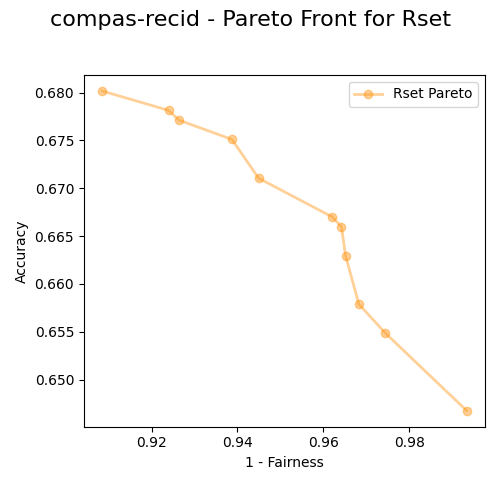 compas-recid - Pareto Front for Rset
Rset Pareto
0.680
0.675
0.670
0.665
0.660
0.655
0.650
Accuracy
0.92
0.94
0.96
0.98
1 - Fairness